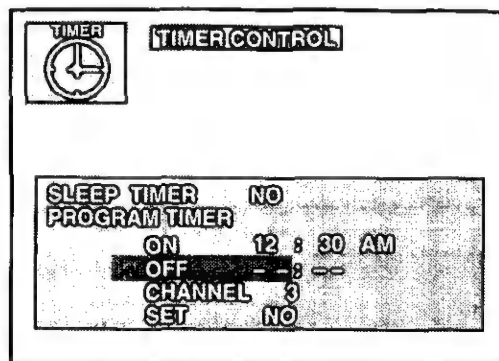 TIMER
TIMER CONTROL
SLEEP TIMER NO
PROGRAM TIMER
ON 12 : 30 AM
OFF - - : - -
CHANNEL 3
SET NO